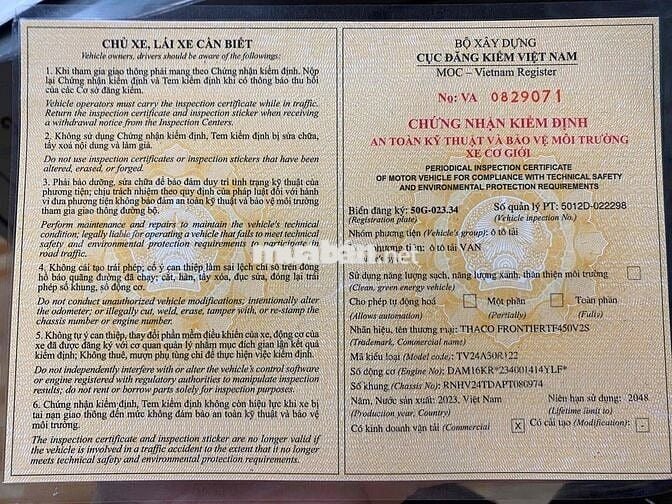 CHỦ XE, LÁI XE CẦN BIẾT
Vehicle owners, drivers should be aware of the followings:
1. Khi tham gia giao thông phải mang theo Chứng nhận kiểm định. Nộp
lại Chứng nhận kiểm định và Tem kiểm định khi có thông báo thu hồi
của các Cơ sở đăng kiểm.
Vehicle operators must carry the inspection certificate while in traffic.
Return the inspection certificate and inspection sticker when receiving
a withdrawal notice from the Inspection Centers.
2. Không sử dụng Chứng nhận kiểm định, Tem kiểm định bị sửa chữa,
tẩy xoá nội dung và làm giả.
Do not use inspection certificates or inspection stickers that have been
altered, erased, or forged.
3. Phải bảo dưỡng, sửa chữa để bảo đảm duy trì tình trạng kỹ thuật của
phương tiện; chịu trách nhiệm theo quy định của pháp luật đối với hành
vi đưa phương tiện không bảo đảm an toàn kỹ thuật và bảo vệ môi trường
tham gia giao thông đường bộ.
Perform maintenance and repairs to maintain the vehicle's technical
condition; legally liable for operating vehicle that fails to meet technical
safety and environmental protection requirements to participate in
road traffic.
4. Không cải tạo trái phép; cố ý can thiệp làm sai lệch chỉ số trên đồng
hồ báo quãng đường đã chạy; cắt, hàn, tẩy xóa, đục sửa, đóng lại trái
phép số khung, số động cơ.
Do not conduct unauthorized vehicle modifications; intentionally alter
the odometer; or illegally cut, weld, erase, tamper with, or re-stamp the
chassis number or engine number.
5. Không tự ý can thiệp, thay đổi phần mềm điều khiển của xe, động cơ của
xe đã được đăng ký với cơ quan quản lý nhằm mục đích gian lận kết quả
kiểm định; Không thuê, mượn phụ tùng chỉ để thực hiện việc kiểm định.
Do not independently interfere with or alter the vehicle's control software
or engine registered with regulatory authorities to manipulate inspection
results; do not rent or borrow parts solely for inspection purposes.
6. Chứng nhận kiểm định, Tem kiểm định không còn hiệu lực khi xe bị
tai nạn giao thông đến mức không đảm bảo an toàn kỹ thuật và bảo vệ môi
trường.
The inspection certificate and inspection sticker are no longer valid if
the vehicle is involved in a traffic accident to the extent that it no longer
meets technical safety and environmental protection requirements.
BỘ XÂY DỰNG
CỤC ĐĂNG KIỂM VIỆT NAM
MOC – Vietnam Register
No: VA 0829071
CHỨNG NHẬN KIỂM ĐỊNH
AN TOÀN KỸ THUẬT VÀ BẢO VỆ MÔI TRƯỜNG
XE CƠ GIỚI
PERIODICAL INSPECTION CERTIFICATE
OF MOTOR VEHICLE FOR COMPLIANCE WITH TECHNICAL SAFETY
AND ENVIRONMENTAL PROTECTION REQUIREMENTS
Biển đăng ký: 50G-023.34 Số quản lý PT: 5012D-022298
(Registration plate) (Vehicle inspection No.)
Nhóm phương tiện (Vehicle's group): ô tô tải
phương tiện: ô tô tải VAN
muaban.net
Sử dụng năng lượng sạch, năng lượng xanh, thân thiện môi trường
(Clean, green energy vehicle)
Cho phép tự động hoá Một phần Toàn phần
(Allows automation) (Partially) (Fully)
Nhãn hiệu, tên thương mại: THACO FRONTIERTF450V2S
(Trademark, Commercial name)
Mã kiểu loại (Model code,: TV24A50R122
Số động cơ (Engine No): DAM16KR*234001414YLF*
Số khung (Chassis No): RNHV24TDAPT080974
Năm, Nước sản xuất: 2023, Việt Nam Niên hạn sử dụng: 2048
(Production year, Country) (Lifetime limit to)
Có kinh doanh vận tải (Commercial X Có cải tạo (Modification): -